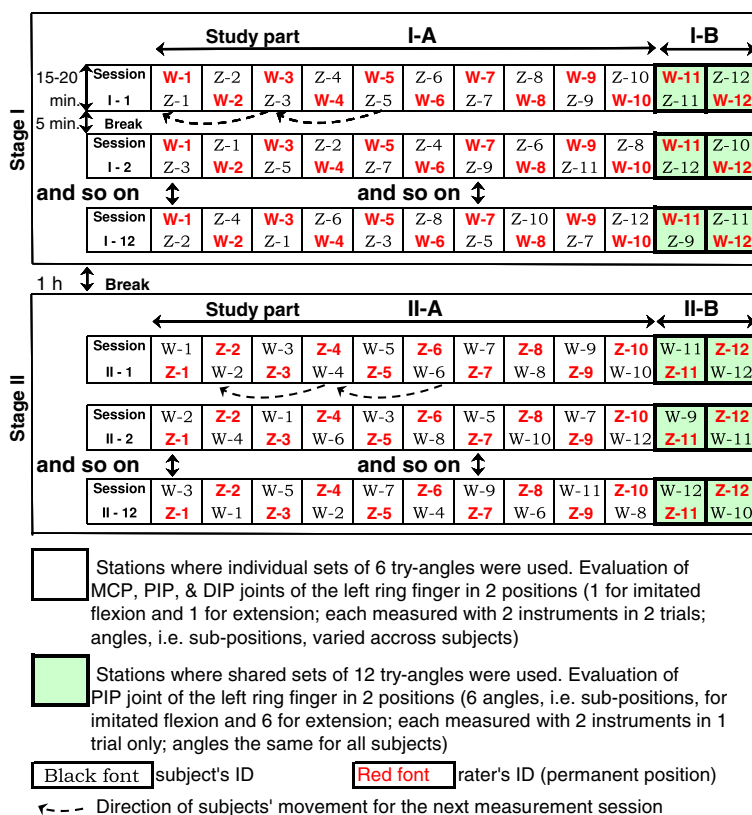 Study part I-A I-B
15-20 min.
Session W-1 Z-2 W-3 Z-4 W-5 Z-6 W-7 Z-8 W-9 Z-10 W-11 Z-12
I - 1 Z-1 W-2 Z-3 W-4 Z-5 W-6 Z-7 W-8 Z-9 W-10 Z-11 W-12
5 min. Break
Stage I
Session W-1 Z-1 W-3 Z-2 W-5 Z-4 W-7 Z-6 W-9 Z-8 W-11 Z-10
I - 2 Z-3 W-2 Z-5 W-4 Z-7 W-6 Z-9 W-8 Z-11 W-10 Z-12 W-12
and so on and so on
Session W-1 Z-4 W-3 Z-6 W-5 Z-8 W-7 Z-10 W-9 Z-12 W-11 Z-11
I - 12 Z-2 W-2 Z-1 W-4 Z-3 W-6 Z-5 W-8 Z-7 W-10 Z-9 W-12
1 h Break
Study part II-A II-B
Session W-1 Z-2 W-3 Z-4 W-5 Z-6 W-7 Z-8 W-9 Z-10 W-11 Z-12
II - 1 Z-1 W-2 Z-3 W-4 Z-5 W-6 Z-7 W-8 Z-9 W-10 Z-11 W-12
Stage II
Session W-2 Z-2 W-1 Z-4 W-3 Z-6 W-5 Z-8 W-7 Z-10 W-9 Z-12
II - 2 Z-1 W-4 Z-3 W-6 Z-5 W-8 Z-7 W-10 Z-9 W-12 Z-11 W-11
and so on and so on
Session W-3 Z-2 W-5 Z-4 W-7 Z-6 W-9 Z-8 W-11 Z-10 W-12 Z-12
II - 12 Z-1 W-1 Z-3 W-2 Z-5 W-4 Z-7 W-6 Z-9 W-8 Z-11 W-10
Stations where individual sets of 6 try-angles were used. Evaluation of
MCP, PIP, & DIP joints of the left ring finger in 2 positions (1 for imitated
flexion and 1 for extension; each measured with 2 instruments in 2 trials;
angles, i.e. sub-positions, varied accross subjects)
Stations where shared sets of 12 try-angles were used. Evaluation of
PIP joint of the left ring finger in 2 positions (6 angles, i.e. sub-positions, for
imitated flexion and 6 for extension; each measured with 2 instruments in 1
trial only; angles the same for all subjects)
Black font subject's ID Red font rater's ID (permanent position)
Direction of subjects' movement for the next measurement session